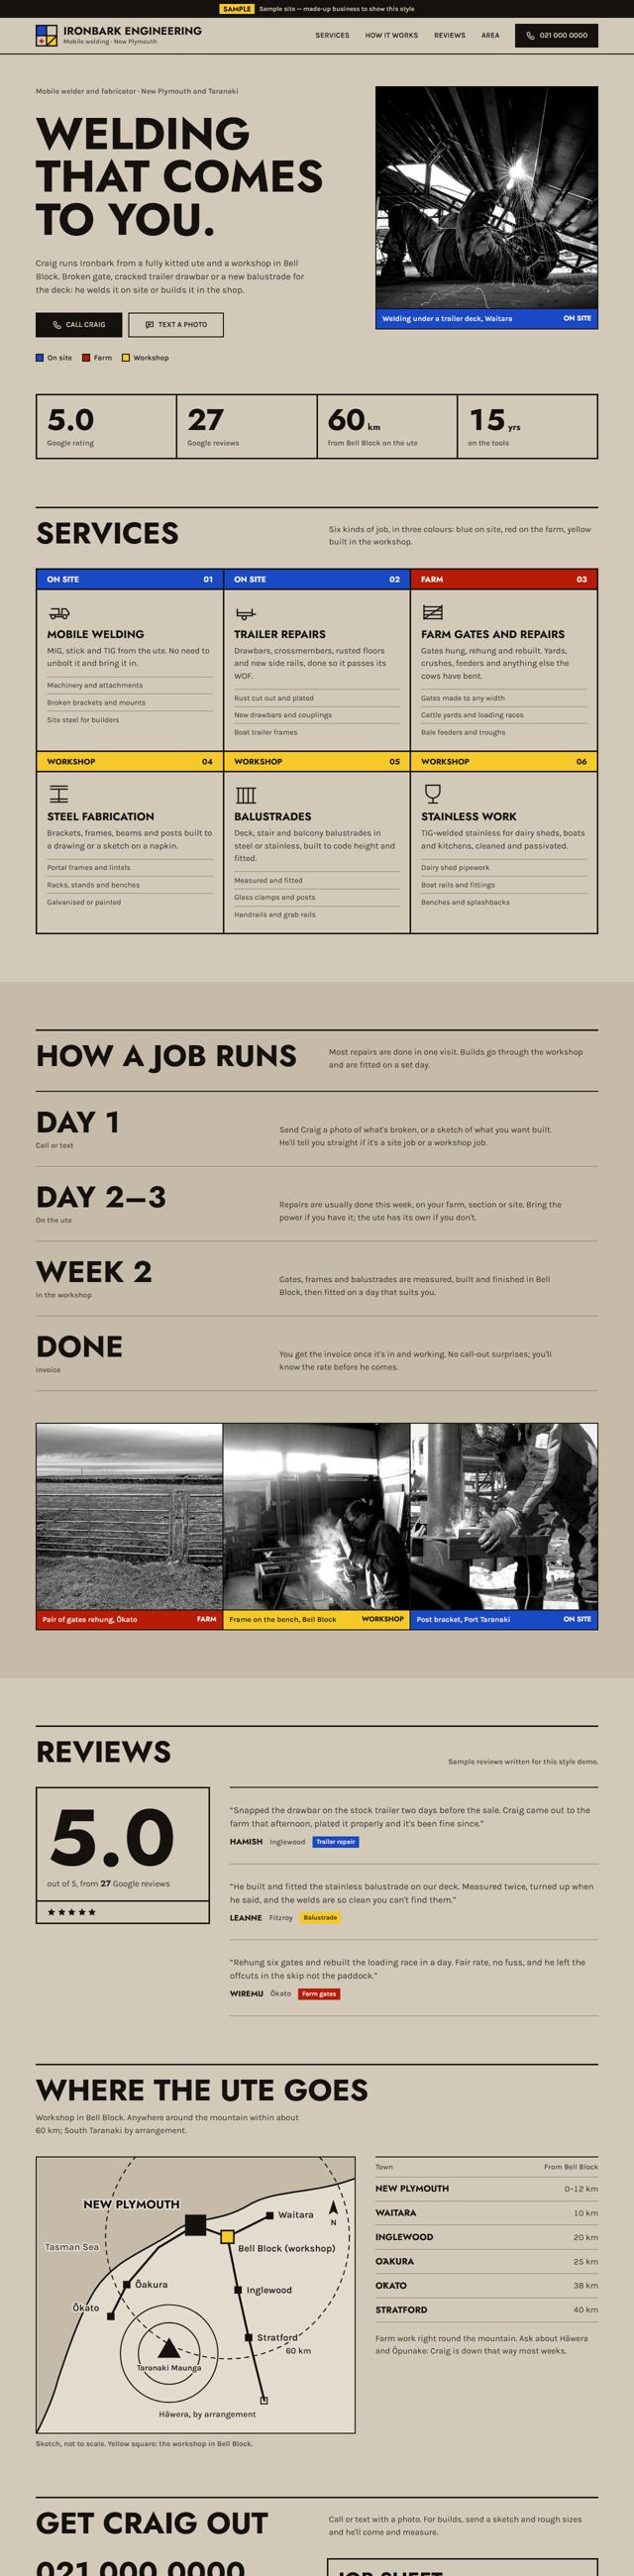 SAMPLE Sample site — made-up business to show this style
IRONBARK ENGINEERING
Mobile welding · New Plymouth
SERVICES HOW IT WORKS REVIEWS AREA 021 000 0000
Mobile welder and fabricator · New Plymouth and Taranaki
WELDING
THAT COMES
TO YOU.
Craig runs Ironbark from a fully kitted ute and a workshop in Bell
Block. Broken gate, cracked trailer drawbar or a new balustrade for
the deck: he welds it on site or builds it in the shop.
CALL CRAIG TEXT A PHOTO
On site Farm Workshop
Welding under a trailer deck, Waitara ON SITE
5.0
Google rating
27
Google reviews
60 km
from Bell Block on the ute
15 yrs
on the tools
SERVICES
Six kinds of job, in three colours: blue on site, red on the farm, yellow
built in the workshop.
ON SITE 01
MOBILE WELDING
MIG, stick and TIG from the ute. No need to
unbolt it and bring it in.
Machinery and attachments
Broken brackets and mounts
Site steel for builders
ON SITE 02
TRAILER REPAIRS
Drawbars, crossmembers, rusted floors
and new side rails, done so it passes its
WOF.
Rust cut out and plated
New drawbars and couplings
Boat trailer frames
FARM 03
FARM GATES AND REPAIRS
Gates hung, rehung and rebuilt. Yards,
crushes, feeders and anything else the
cows have bent.
Gates made to any width
Cattle yards and loading races
Bale feeders and troughs
WORKSHOP 04
STEEL FABRICATION
Brackets, frames, beams and posts built to
a drawing or a sketch on a napkin.
Portal frames and lintels
Racks, stands and benches
Galvanised or painted
WORKSHOP 05
BALUSTRADES
Deck, stair and balcony balustrades in
steel or stainless, built to code height and
fitted.
Measured and fitted
Glass clamps and posts
Handrails and grab rails
WORKSHOP 06
STAINLESS WORK
TIG-welded stainless for dairy sheds, boats
and kitchens, cleaned and passivated.
Dairy shed pipework
Boat rails and fittings
Benches and splashbacks
HOW A JOB RUNS
Most repairs are done in one visit. Builds go through the workshop
and are fitted on a set day.
DAY 1
Call or text
Send Craig a photo of what's broken, or a sketch of what you want built.
He'll tell you straight if it's a site job or a workshop job.
DAY 2–3
On the ute
Repairs are usually done this week, on your farm, section or site. Bring the
power if you have it; the ute has its own if you don't.
WEEK 2
In the workshop
Gates, frames and balustrades are measured, built and finished in Bell
Block, then fitted on a day that suits you.
DONE
Invoice
You get the invoice once it's in and working. No call-out surprises; you'll
know the rate before he comes.
Pair of gates rehung, Ōkato FARM
Frame on the bench, Bell Block WORKSHOP
Post bracket, Port Taranaki ON SITE
REVIEWS
Sample reviews written for this style demo.
5.0
out of 5, from 27 Google reviews
“Snapped the drawbar on the stock trailer two days before the sale. Craig came out to the
farm that afternoon, plated it properly and it's been fine since.”
HAMISH Inglewood Trailer repair
“He built and fitted the stainless balustrade on our deck. Measured twice, turned up when
he said, and the welds are so clean you can't find them.”
LEANNE Fitzroy Balustrade
“Rehung six gates and rebuilt the loading race in a day. Fair rate, no fuss, and he left the
offcuts in the skip not the paddock.”
WIREMU Ōkato Farm gates
WHERE THE UTE GOES
Workshop in Bell Block. Anywhere around the mountain within about
60 km; South Taranaki by arrangement.
NEW PLYMOUTH
Waitara
N
Tasman Sea
Bell Block (workshop)
Ōakura
Inglewood
Ōkato
Stratford
60 km
Taranaki Maunga
Hāwera, by arrangement
Sketch, not to scale. Yellow square: the workshop in Bell Block.
Town From Bell Block
NEW PLYMOUTH 0–12 km
WAITARA 10 km
INGLEWOOD 20 km
ŌAKURA 25 km
ŌKATO 38 km
STRATFORD 40 km
Farm work right round the mountain. Ask about Hāwera
and Ōpunake: Craig is down that way most weeks.
GET CRAIG OUT
Call or text with a photo. For builds, send a sketch and rough sizes
and he'll come and measure.
021 000 0000
JOB SHEET